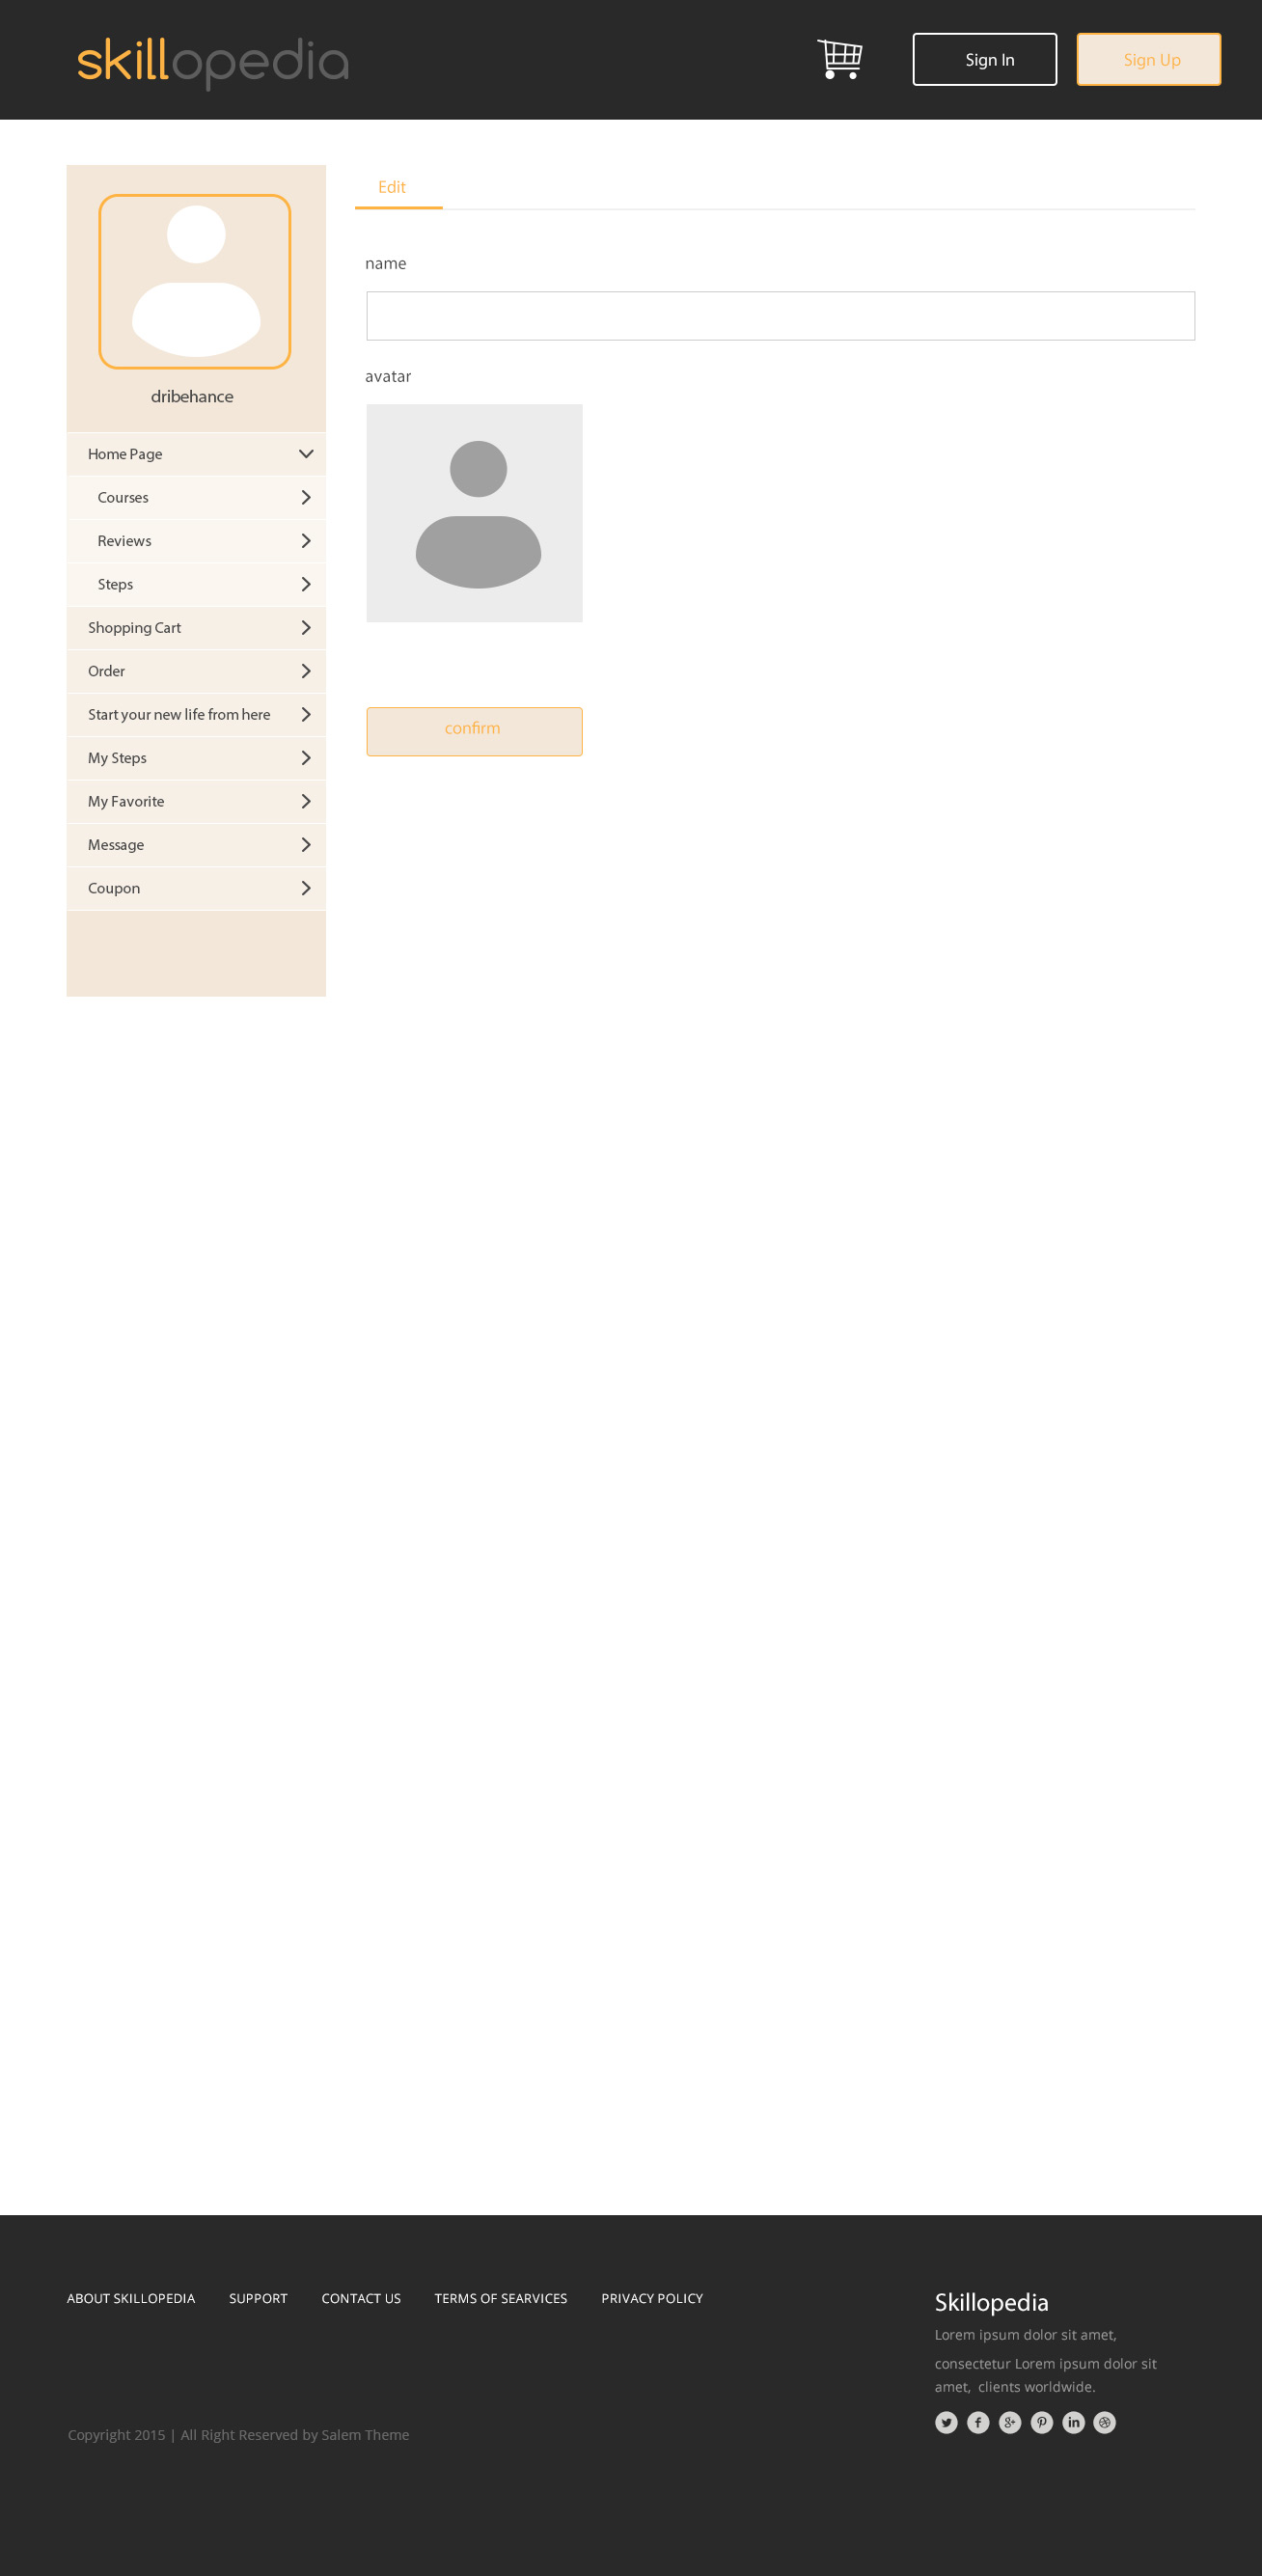 skillopedia
Sign In
Sign Up
Edit
name
avatar
dribehance
Home Page
Courses
Reviews
Steps
Shopping Cart
Order
Start your new life from here
My Steps
My Favorite
Message
Coupon
confirm
ABOUT SKILLOPEDIA
SUPPORT
CONTACT US
TERMS OF SEARVICES
PRIVACY POLICY
Skillopedia
Lorem ipsum dolor sit amet,
consectetur Lorem ipsum dolor sit
amet, clients worldwide.
Copyright 2015 | All Right Reserved by Salem Theme